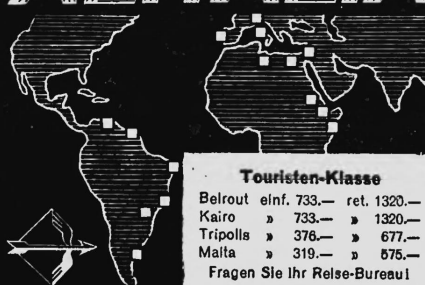 Touristen-Klasse
Beirout einf. 733.— ret. 1320.—
Kairo » 733.— » 1320.—
Tripolis » 376.— » 677.—
Malta » 319.— » 575.—
Fragen Sie Ihr Reise-Bureau!